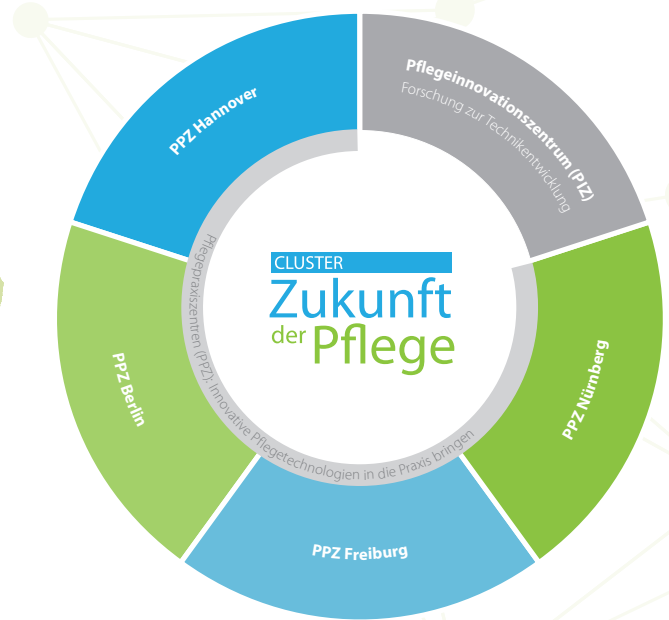 PPZ Hannover
Pflegeinnovationszentrum (PIZ)
Forschung zur Technikentwicklung
CLUSTER
Zukunft
der Pflege
PPZ Berlin
PPZ Nürnberg
Pflegepraxiszentren (PPZ): Innovative Pflegetechnologien in die Praxis bringen
PPZ Freiburg